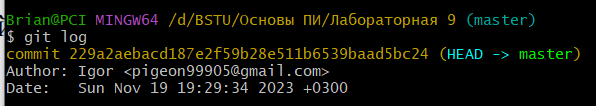 Brian@PCI MINGW64 /d/BSTU/Основы ПИ/Лабораторная 9 (master)
$ git log
commit 229a2aebacd187e2f59b28e511b6539baad5bc24 (HEAD -> master)
Author: Igor <pigeon99905@gmail.com>
Date:   Sun Nov 19 19:29:34 2023 +0300